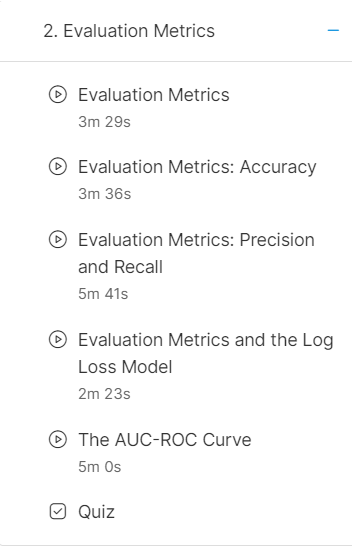 2. Evaluation Metrics
Evaluation Metrics
3m 29s
Evaluation Metrics: Accuracy
3m 36s
Evaluation Metrics: Precision
and Recall
5m 41s
Evaluation Metrics and the Log
Loss Model
2m 23s
The AUC-ROC Curve
5m 0s
Quiz